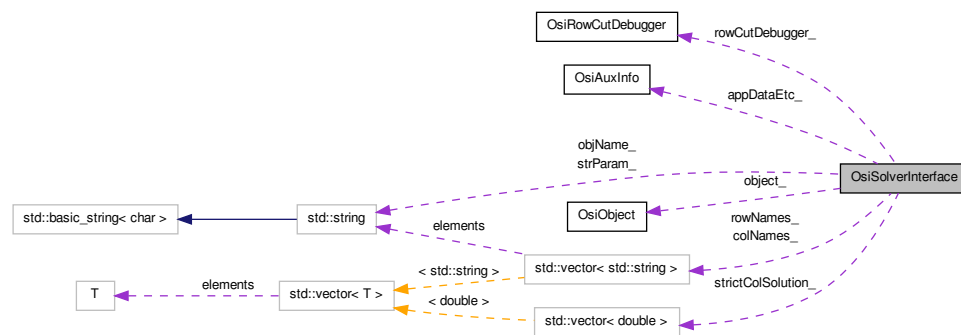 OsiRowCutDebugger
rowCutDebugger_
OsiAuxInfo
appDataEtc_
objName_
strParam_
OsiSolverInterface
object_
std::basic_string< char >
std::string
OsiObject
rowNames_
colNames_
elements
< std::string >
std::vector< std::string >
strictColSolution_
T
elements
std::vector< T >
< double >
std::vector< double >